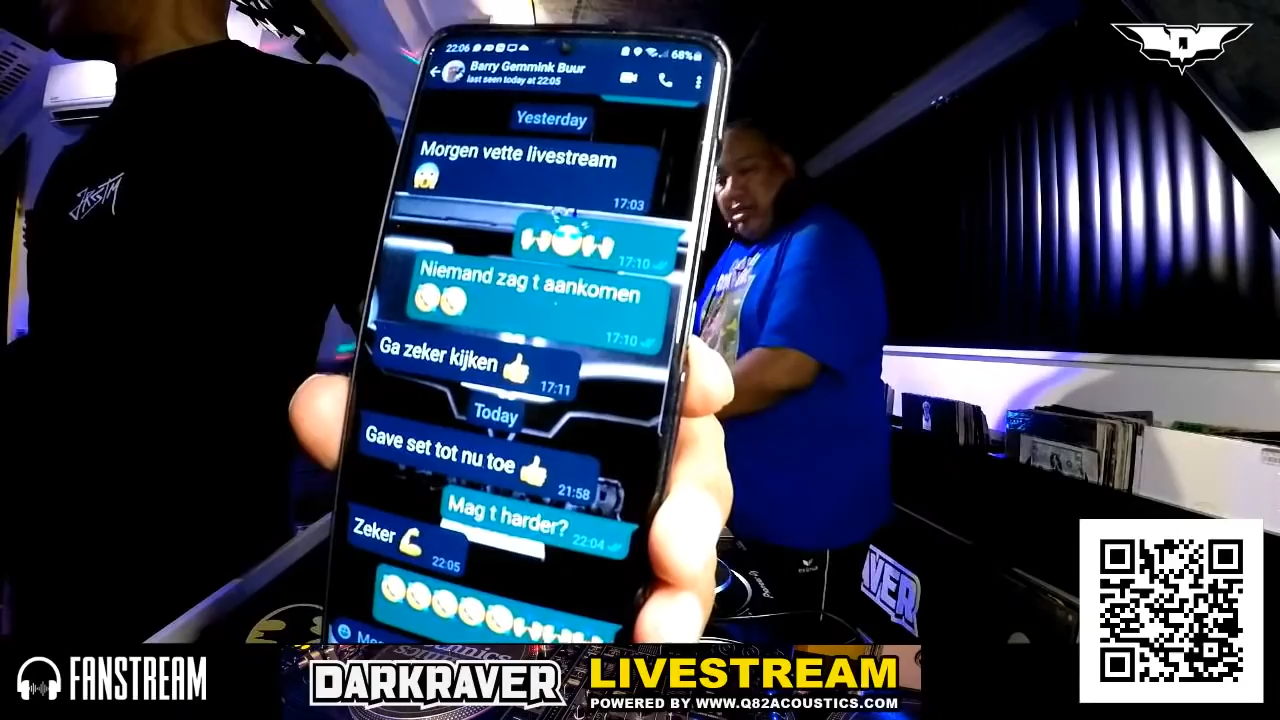 22:06
68%
Barry Gemmink Buur
last seen today at 22:05
Yesterday
Morgen vette livestream
17:03
17:10
Niemand zag t aankomen
17:10
Ga zeker kijken
17:11
Today
Gave set tot nu toe
21:58
Mag t harder?
22:04
Zeker
22:05
Q
FANSTREAM
DARKRAVER
LIVESTREAM
POWERED BY WWW.Q82ACOUSTICS.COM